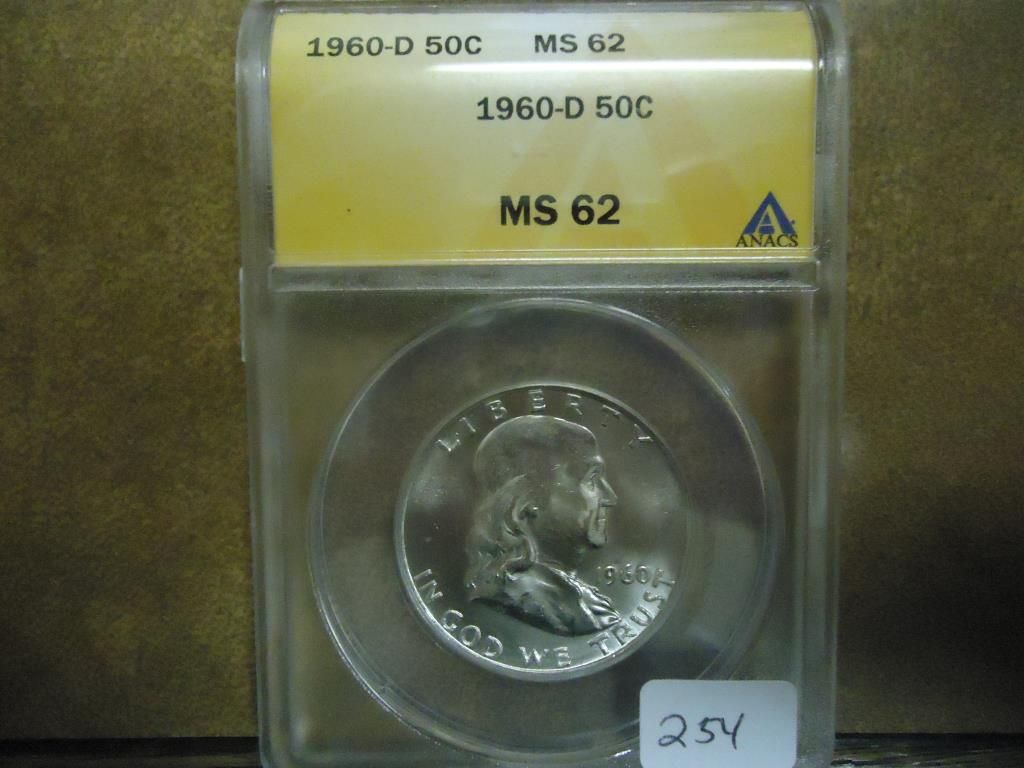 1960-D 50C MS 62
1960-D 50C
MS 62
ANACS
LIBERTY
1960
IN GOD WE TRUST
254